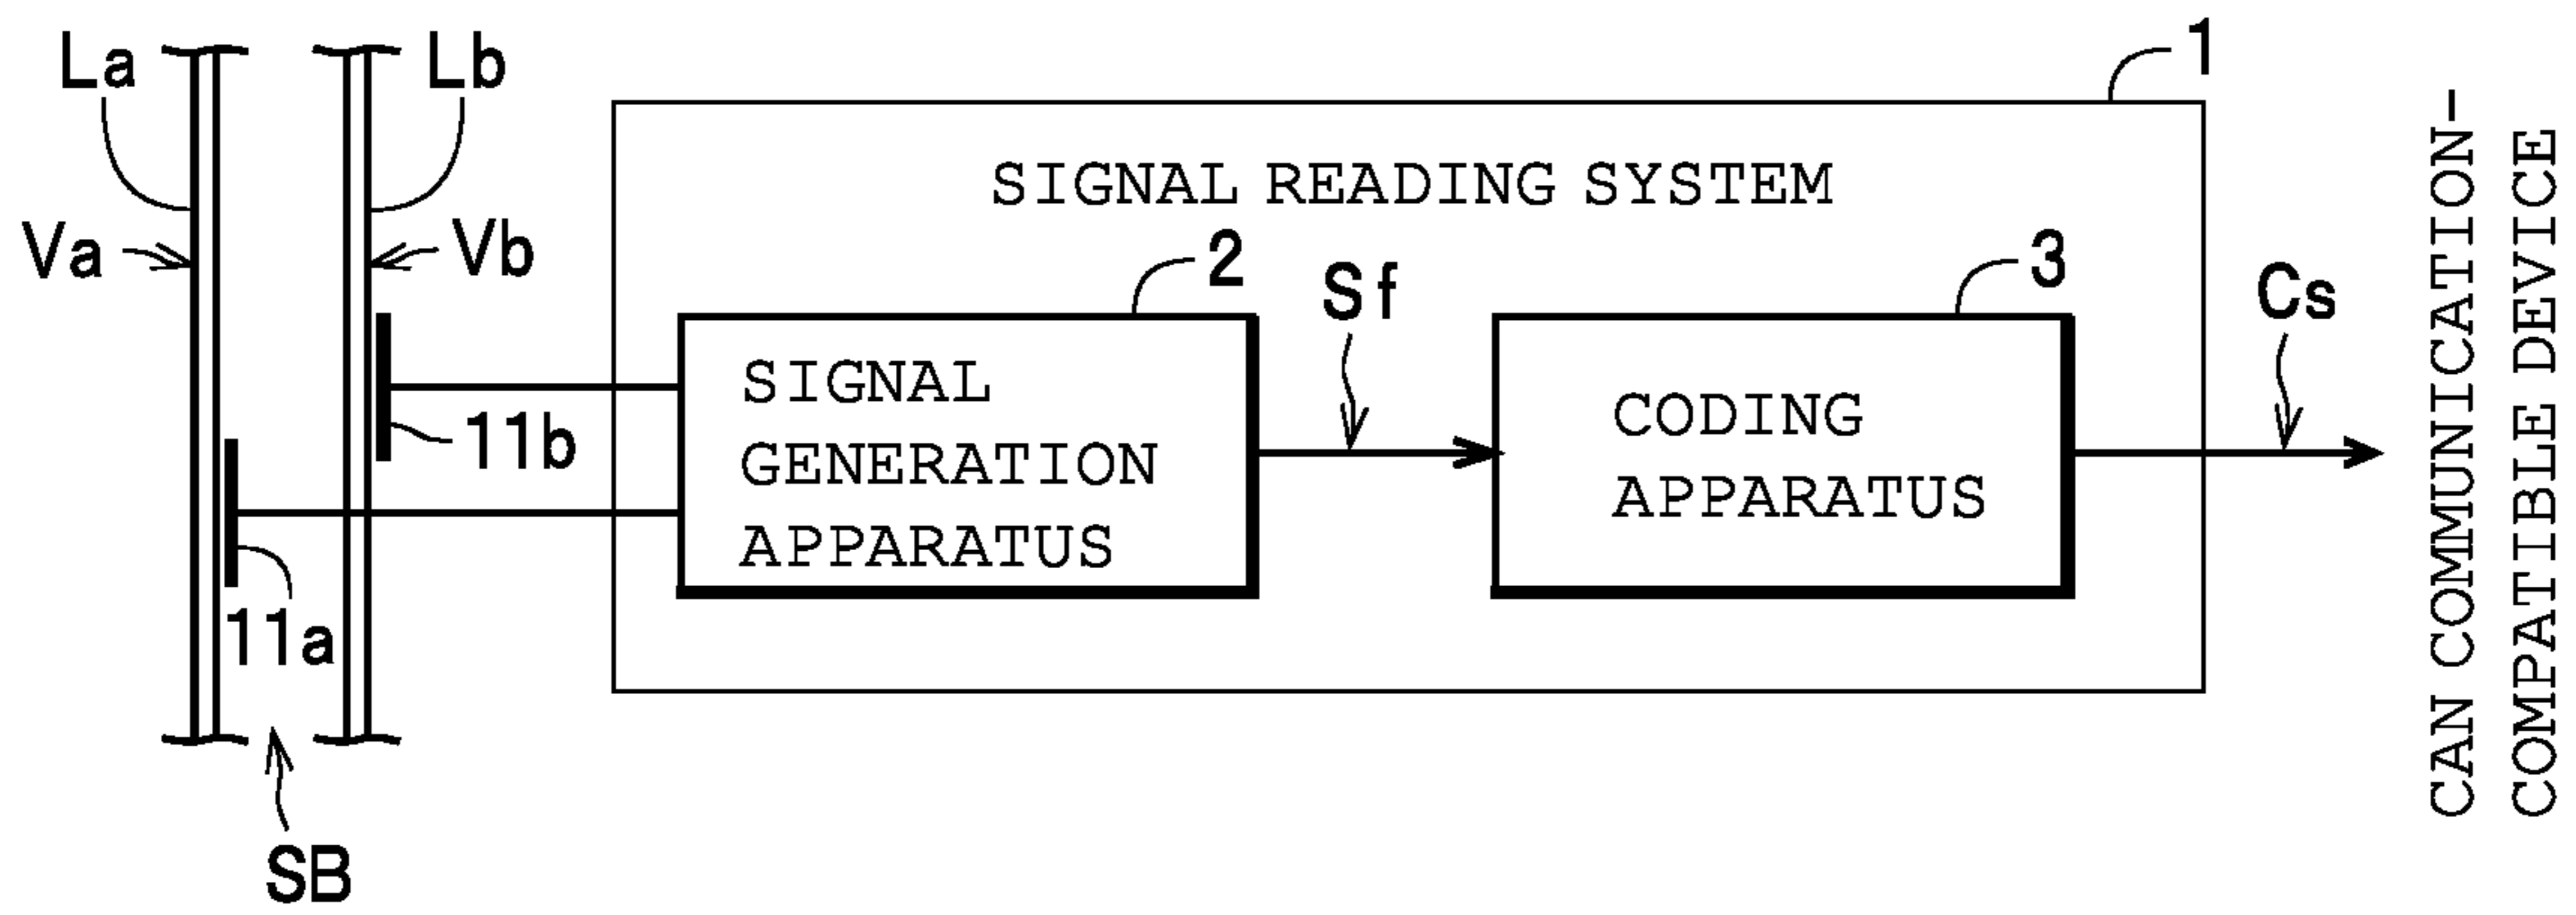 La
Lb
1
SIGNAL READING SYSTEM
Va
Vb
2
Sf
3
Cs
SIGNAL
GENERATION
APPARATUS
CODING
APPARATUS
11b
11a
SB
CAN COMMUNICATION-
COMPATIBLE DEVICE